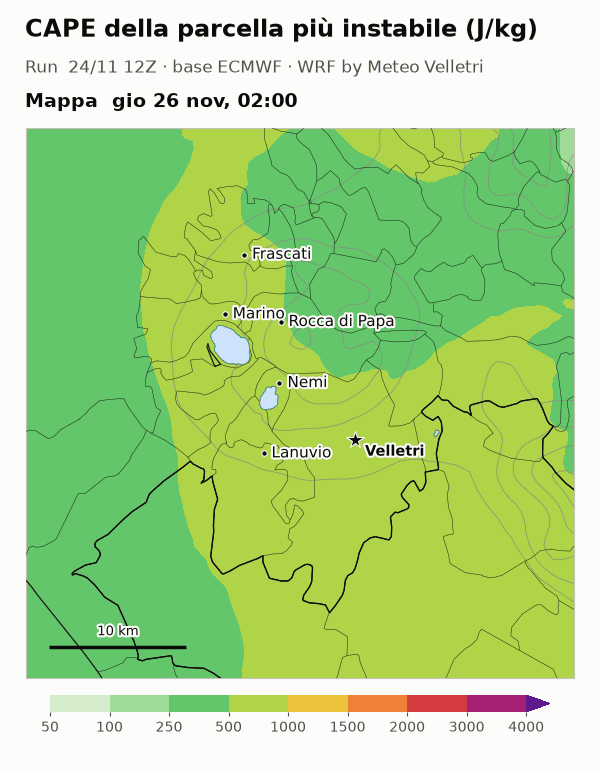 CAPE della parcella più instabile (J/kg)
Run  24/11 12Z · base ECMWF · WRF by Meteo Velletri
Mappa  gio 26 nov, 02:00
Frascati
Marino
Rocca di Papa
Nemi
Velletri
Lanuvio
10 km
50 100 250 500 1000 1500 2000 3000 4000